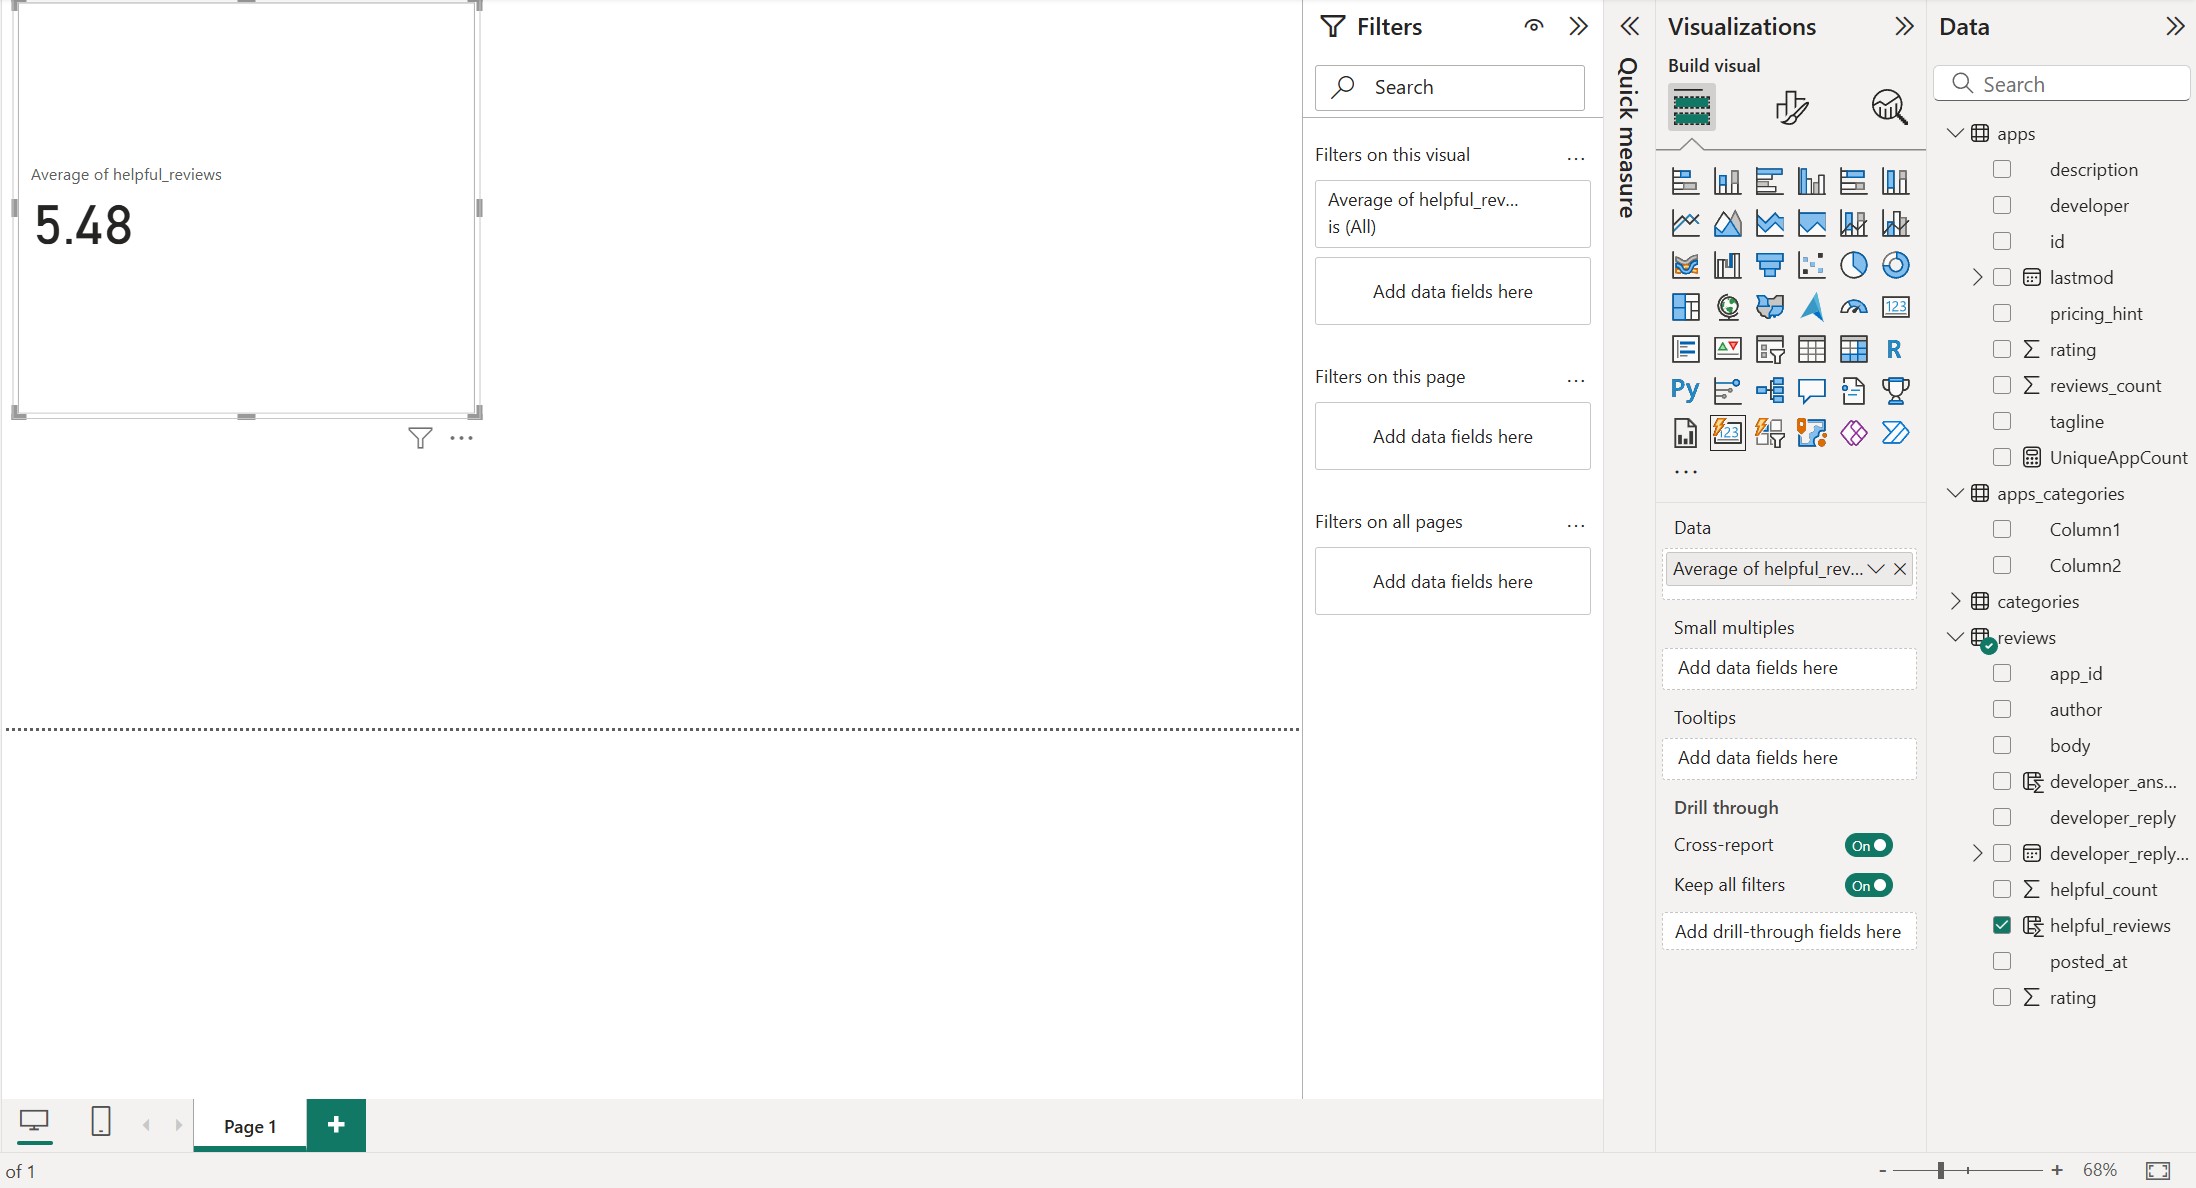 Average of helpful_reviews
5.48
Filters
Search
Filters on this visual
...
Average of helpful_rev...
is (All)
Add data fields here
Filters on this page
...
Add data fields here
Filters on all pages
...
Add data fields here
Quick measure
Visualizations
Build visual
123
R
Py
123
...
Data
Average of helpful_rev...
Small multiples
Add data fields here
Tooltips
Add data fields here
Drill through
Cross-report
On
Keep all filters
On
Add drill-through fields here
Data
Search
apps
description
developer
id
lastmod
pricing_hint
rating
reviews_count
tagline
UniqueAppCount
apps_categories
Column1
Column2
categories
reviews
app_id
author
body
developer_ans...
developer_reply
developer_reply...
helpful_count
helpful_reviews
posted_at
rating
Page 1
+
of 1
- + 68%